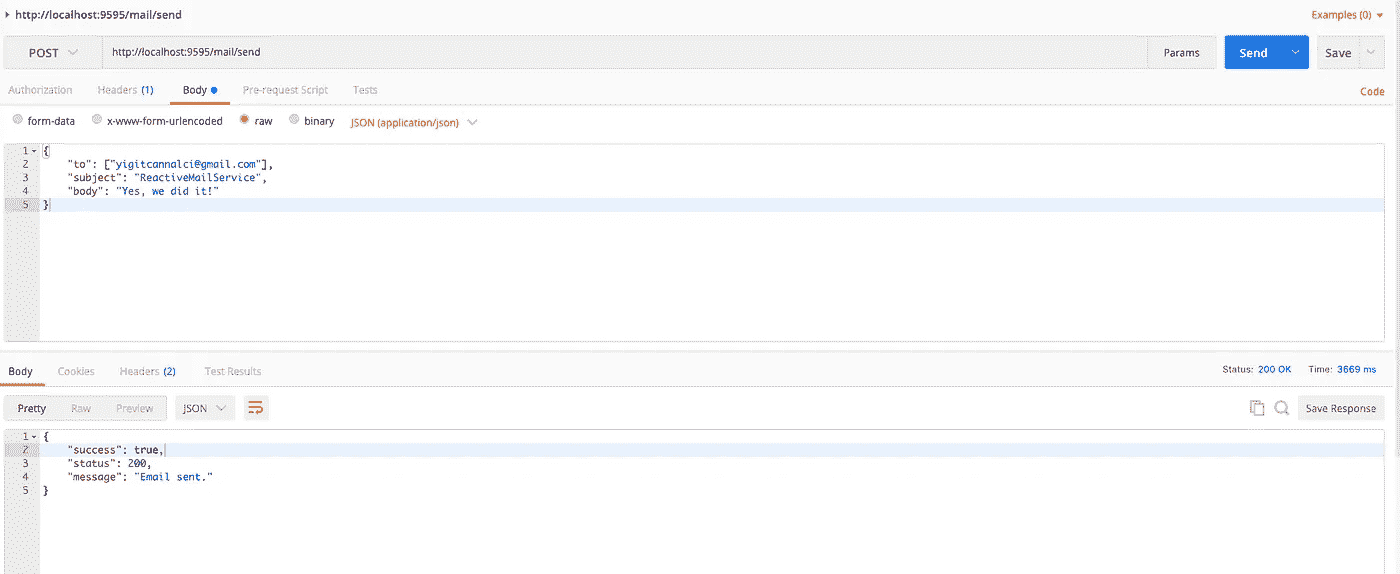 http://localhost:9595/mail/send Examples (0)
POST http://localhost:9595/mail/send Params Send Save
Authorization Headers (1) Body Pre-request Script Tests Code
form-data x-www-form-urlencoded raw binary JSON (application/json)
1 {
2 "to": ["yigitcannalci@gmail.com"],
3 "subject": "ReactiveMailService",
4 "body": "Yes, we did it!"
5 }
Body Cookies Headers (2) Test Results Status: 200 OK Time: 3669 ms
Pretty Raw Preview JSON Save Response
1 {
2 "success": true,
3 "status": 200,
4 "message": "Email sent."
5 }